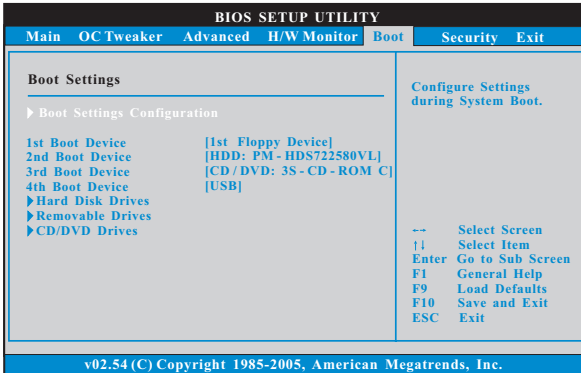 BIOS SETUP UTILITY
Main OC Tweaker Advanced H/W Monitor Boot Security Exit
Boot Settings
Boot Settings Configuration
1st Boot Device [1st Floppy Device]
2nd Boot Device [HDD: PM-HDS722580VL]
3rd Boot Device [CD/DVD: 3S-CD-ROM C]
4th Boot Device [USB]
Hard Disk Drives
Removable Drives
CD/DVD Drives
Configure Settings
during System Boot.
←→ Select Screen
↑↓ Select Item
Enter Go to Sub Screen
F1 General Help
F9 Load Defaults
F10 Save and Exit
ESC Exit
v02.54 (C) Copyright 1985-2005, American Megatrends, Inc.